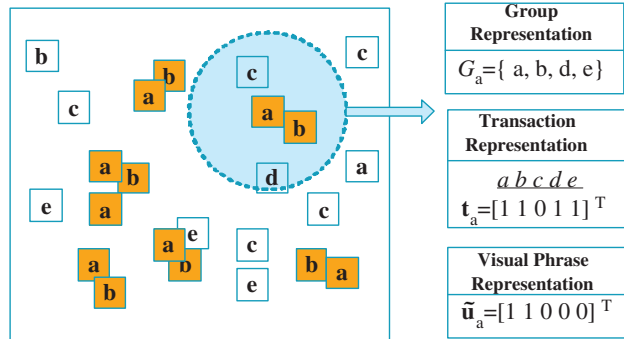 b
c
b
a
c
c
a
b
d
a
a
b
a
e
c
e
a
b
c
e
a
b
b
a
Group
Representation
Gₐ={ a, b, d, e}
Transaction
Representation
a b c d e
tₐ=[1 1 0 1 1] ᵀ
Visual Phrase
Representation
ũₐ=[1 1 0 0 0] ᵀ